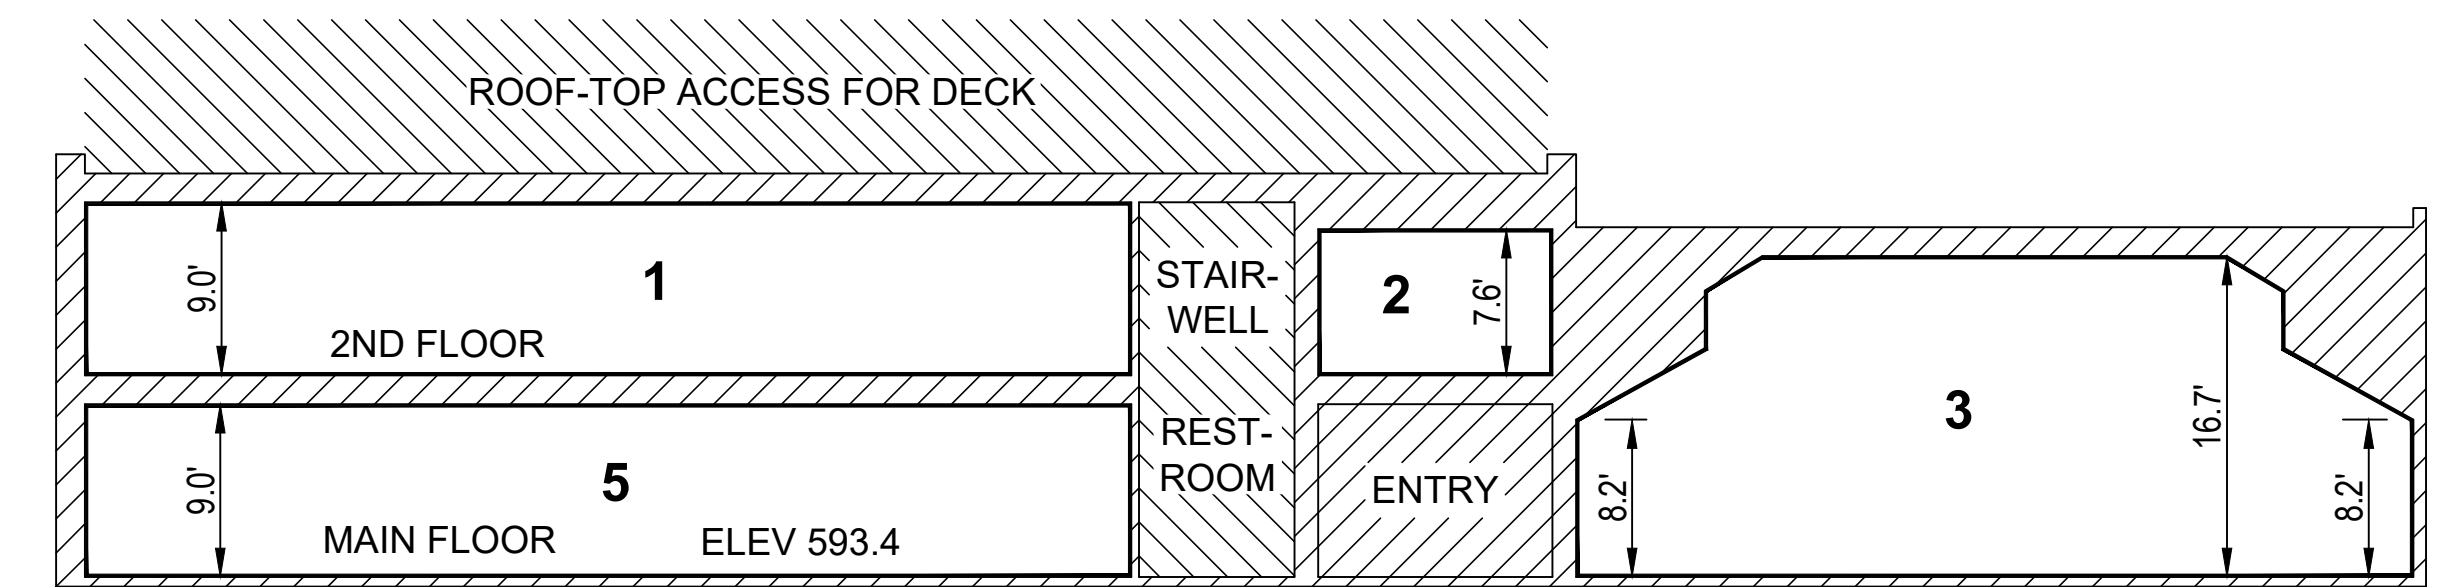 ROOF-TOP ACCESS FOR DECK
9.0'
1
2ND FLOOR
STAIR-
WELL
2
7.6'
9.0'
5
MAIN FLOOR
ELEV 593.4
REST-
ROOM
ENTRY
8.2'
3
16.7'
8.2'